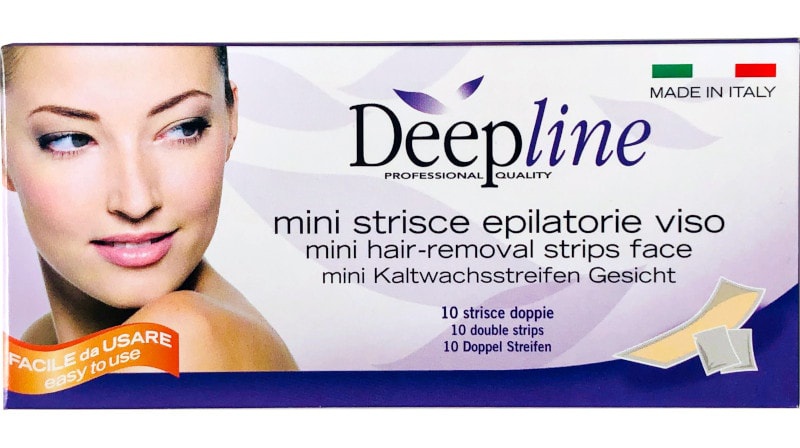 MADE IN ITALY
Deepline
PROFESSIONAL QUALITY
mini strisce epilatorie viso
mini hair-removal strips face
mini Kaltwachsstreifen Gesicht
10 strisce doppie
10 double strips
10 Doppel Streifen
FACILE da USARE
easy to use